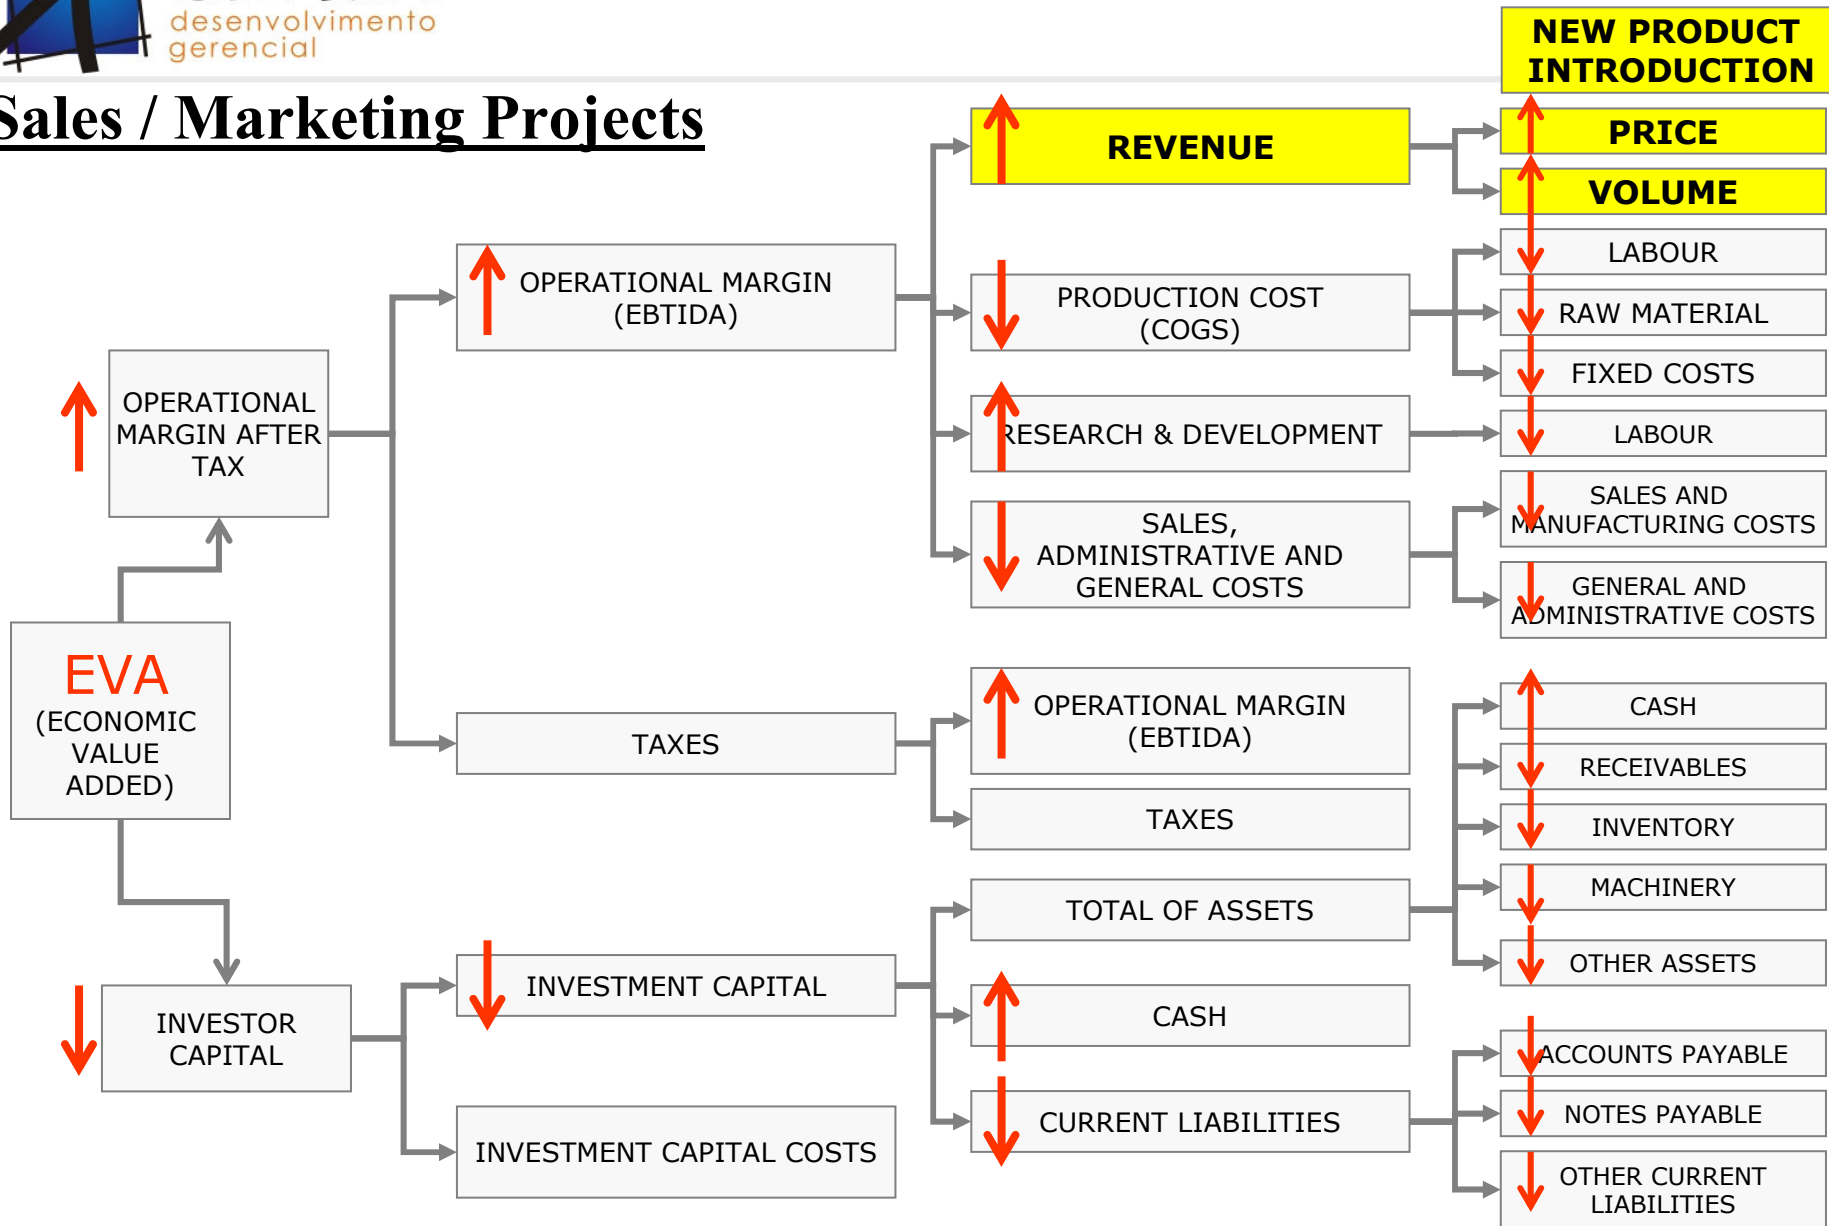 desenvolvimento
gerencial
Sales / Marketing Projects
NEW PRODUCT
INTRODUCTION
PRICE
VOLUME
REVENUE
LABOUR
RAW MATERIAL
FIXED COSTS
OPERATIONAL MARGIN
(EBTIDA)
PRODUCTION COST
(COGS)
OPERATIONAL
MARGIN AFTER
TAX
RESEARCH & DEVELOPMENT
LABOUR
SALES,
ADMINISTRATIVE AND
GENERAL COSTS
SALES AND
MANUFACTURING COSTS
GENERAL AND
ADMINISTRATIVE COSTS
EVA
(ECONOMIC
VALUE
ADDED)
TAXES
OPERATIONAL MARGIN
(EBTIDA)
TAXES
CASH
RECEIVABLES
INVENTORY
MACHINERY
OTHER ASSETS
TOTAL OF ASSETS
INVESTOR
CAPITAL
INVESTMENT CAPITAL
CASH
CURRENT LIABILITIES
INVESTMENT CAPITAL COSTS
ACCOUNTS PAYABLE
NOTES PAYABLE
OTHER CURRENT
LIABILITIES